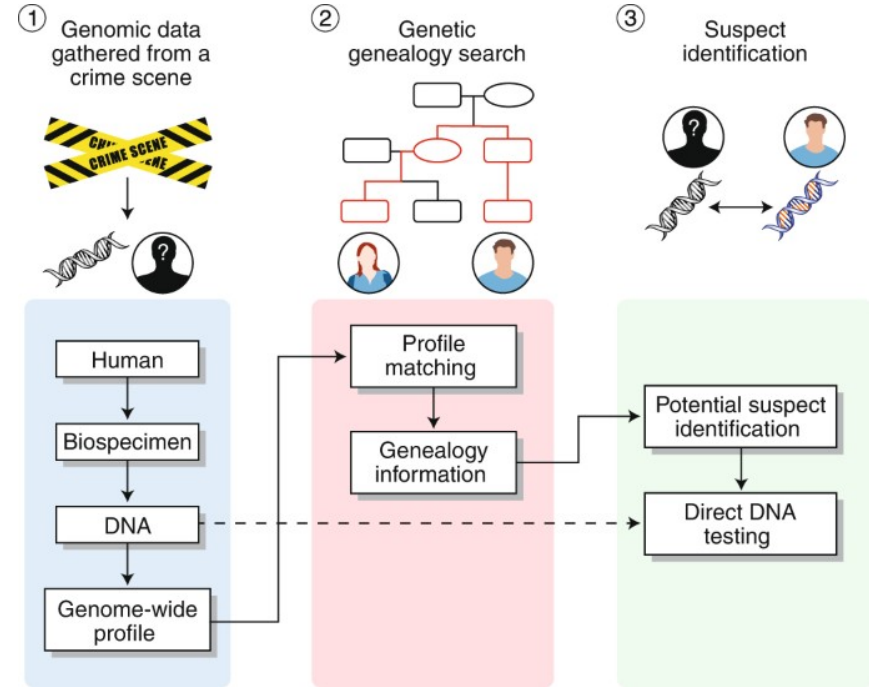 1
Genomic data
gathered from a
crime scene
CRIME SCENE
?
Human
Biospecimen
DNA
Genome-wide
profile
2
Genetic
genealogy search
Profile
matching
Genealogy
information
3
Suspect
identification
?
Potential suspect
identification
Direct DNA
testing